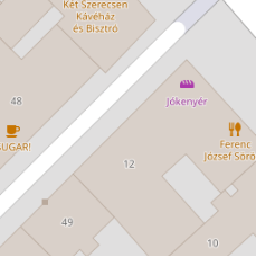 Két Szerecsen
Kávéház
és Bisztró
Jókenyér
48
SUGAR!
Ferenc
József Söröző
12
49
10